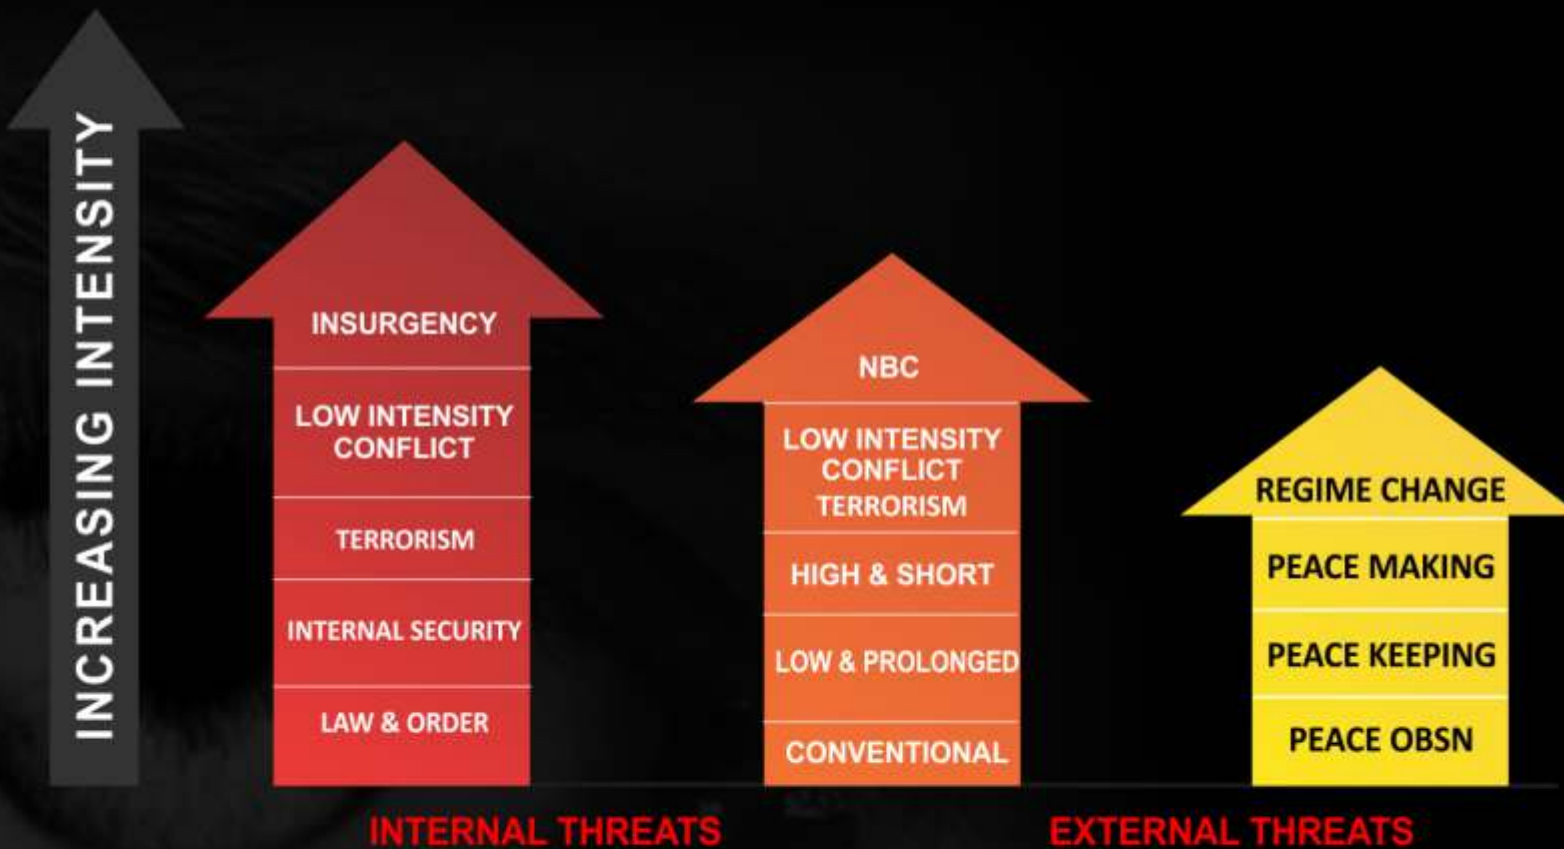 INCREASING INTENSITY
INSURGENCY
LOW INTENSITY
CONFLICT
TERRORISM
INTERNAL SECURITY
LAW & ORDER
NBC
LOW INTENSITY
CONFLICT
TERRORISM
HIGH & SHORT
LOW & PROLONGED
CONVENTIONAL
REGIME CHANGE
PEACE MAKING
PEACE KEEPING
PEACE OBSN
INTERNAL THREATS
EXTERNAL THREATS